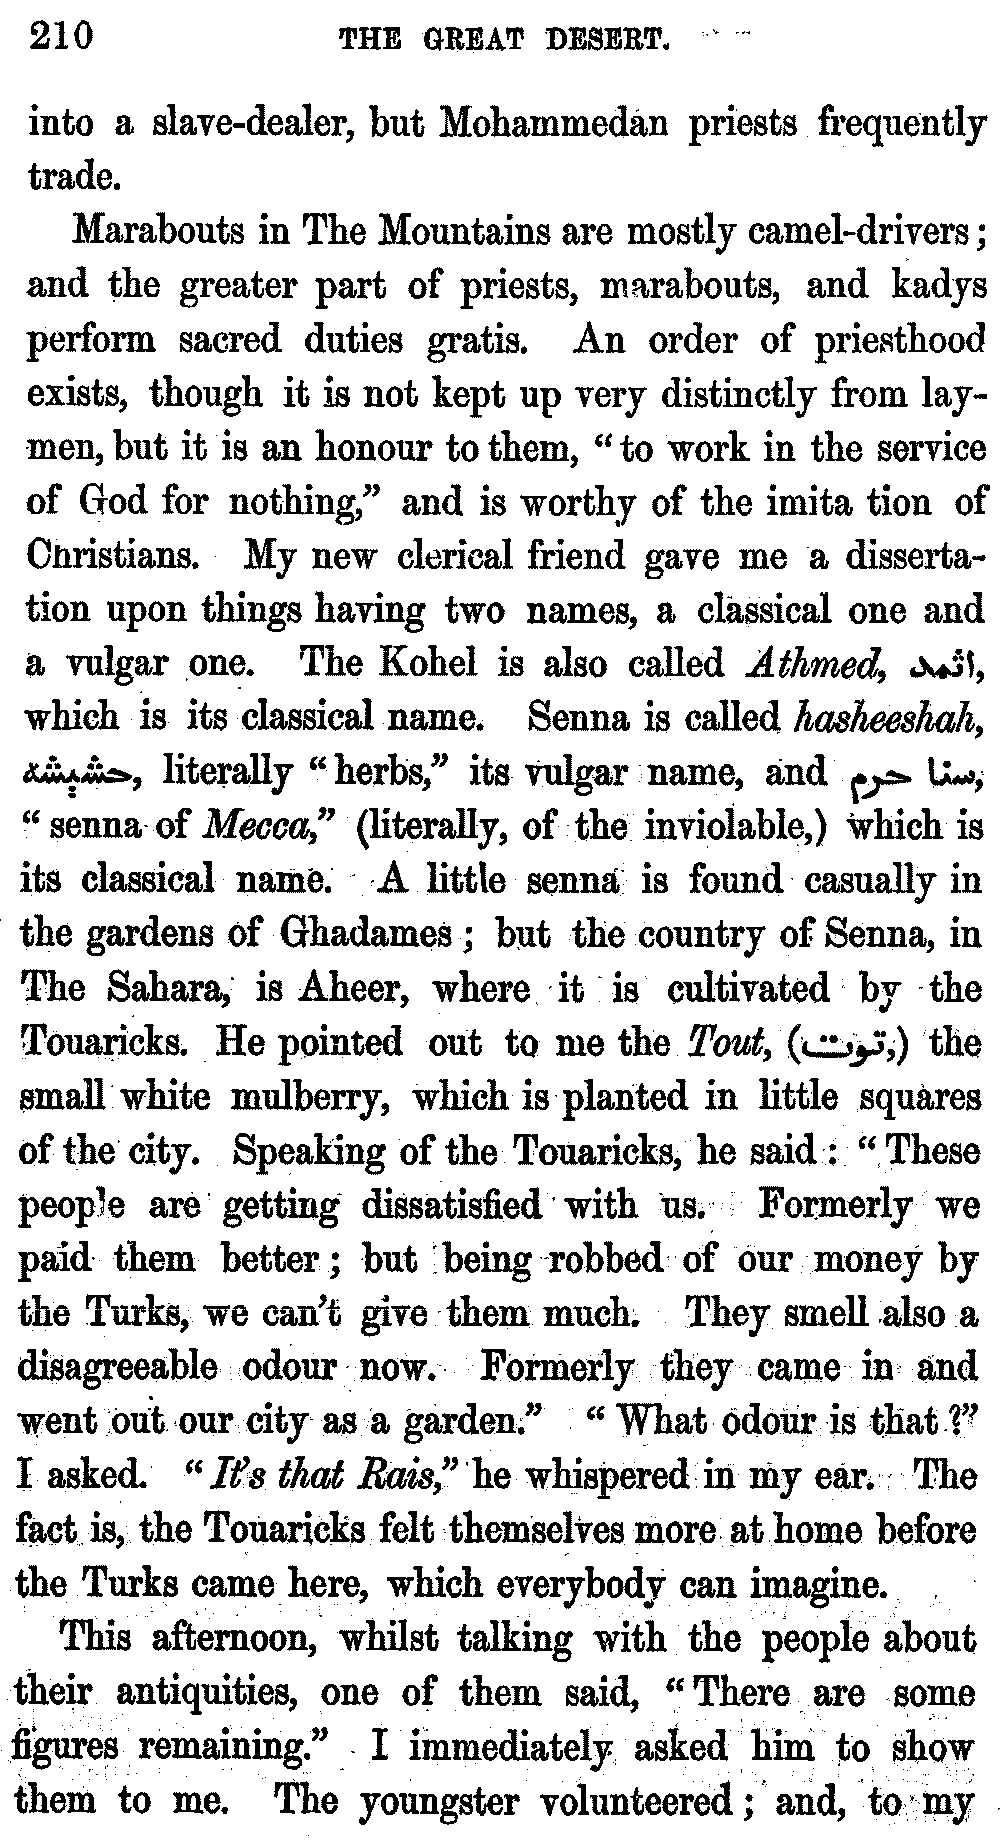 210 THE GREAT DESERT.
into a slave-dealer, but Mohammedan priests frequently
trade.
Marabouts in The Mountains are mostly camel-drivers;
and the greater part of priests, marabouts, and kadys
perform sacred duties gratis. An order of priesthood
exists, though it is not kept up very distinctly from lay-
men, but it is an honour to them, “to work in the service
of God for nothing,” and is worthy of the imita tion of
Christians. My new clerical friend gave me a disserta-
tion upon things having two names, a classical one and
a vulgar one. The Kohel is also called Athmed, اثمد,
which is its classical name. Senna is called hasheeshah,
حشيشة, literally “herbs,” its vulgar name, and سنا حرم,
“senna of Mecca,” (literally, of the inviolable,) which is
its classical name. A little senna is found casually in
the gardens of Ghadames; but the country of Senna, in
The Sahara, is Aheer, where it is cultivated by the
Touaricks. He pointed out to me the Tout, (توت,) the
small white mulberry, which is planted in little squares
of the city. Speaking of the Touaricks, he said: “These
people are getting dissatisfied with us. Formerly we
paid them better; but being robbed of our money by
the Turks, we can’t give them much. They smell also a
disagreeable odour now. Formerly they came in and
went out our city as a garden.” “What odour is that?”
I asked. “It’s that Rais,” he whispered in my ear. The
fact is, the Touaricks felt themselves more at home before
the Turks came here, which everybody can imagine.
This afternoon, whilst talking with the people about
their antiquities, one of them said, “There are some
figures remaining.” I immediately asked him to show
them to me. The youngster volunteered; and, to my